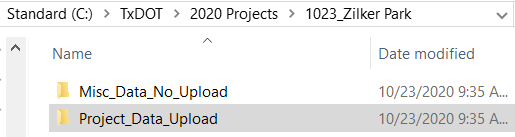 Standard (C:) > TxDOT > 2020 Projects > 1023_Zilker Park
Name Date modified
Misc_Data_No_Upload 10/23/2020 9:35 A...
Project_Data_Upload 10/23/2020 9:35 A...